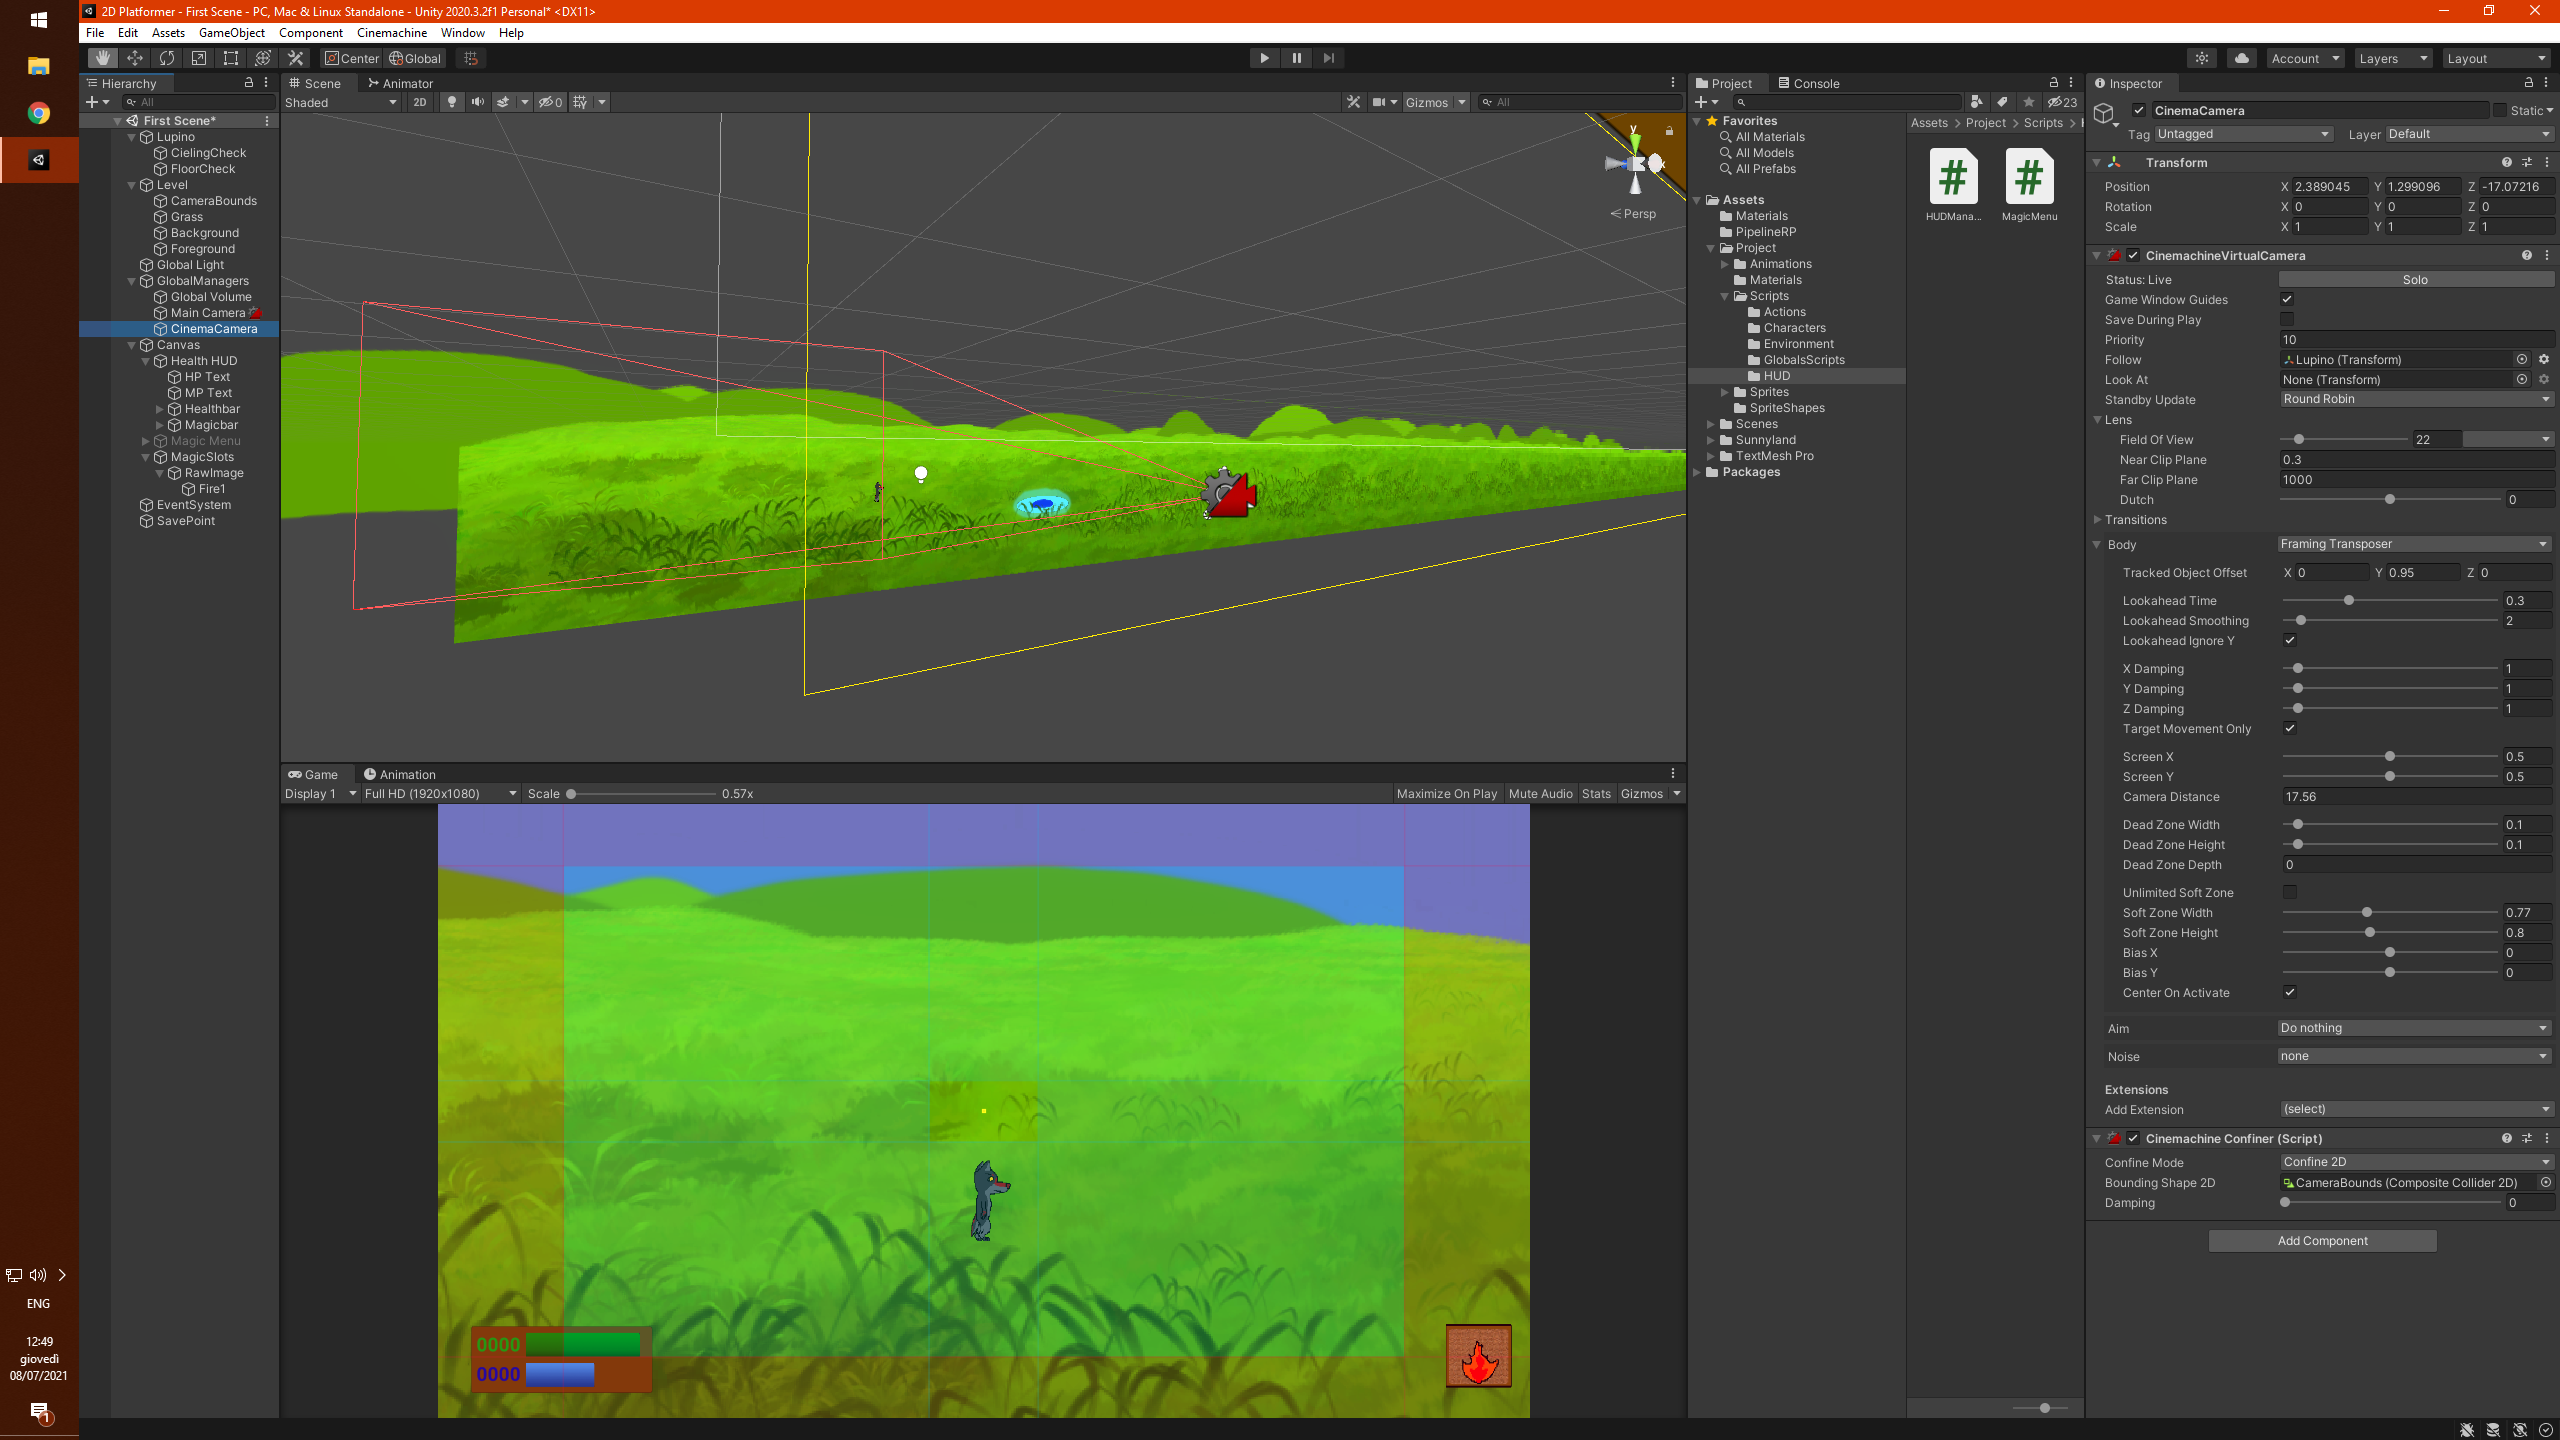 2D Platformer - First Scene - PC, Mac & Linux Standalone - Unity 2020.3.2f1 Personal* <DX11>
File Edit Assets GameObject Component Cinemachine Window Help
Center Global Account Layers Layout
Hierarchy
All
First Scene*
Lupino
CielingCheck
FloorCheck
Level
CameraBounds
Grass
Background
Foreground
Global Light
GlobalManagers
Global Volume
Main Camera
CinemaCamera
Canvas
Health HUD
HP Text
MP Text
Healthbar
Magicbar
Magic Menu
MagicSlots
RawImage
Fire1
EventSystem
SavePoint
Scene Animator
Shaded 2D 0 Gizmos All
y
< Persp
Game Animation
Display 1 Full HD (1920x1080) Scale 0.57x Maximize On Play Mute Audio Stats Gizmos
0000
0000
Project Console
23
Favorites
All Materials
All Models
All Prefabs
Assets
Materials
PipelineRP
Project
Animations
Materials
Scripts
Actions
Characters
Environment
GlobalsScripts
HUD
Sprites
SpriteShapes
Scenes
Sunnyland
TextMesh Pro
Packages
Assets > Project > Scripts >
# #
HUDMana... MagicMenu
Inspector
CinemaCamera Static
Tag Untagged Layer Default
Transform
Position X 2.389045 Y 1.299096 Z -17.07216
Rotation X 0 Y 0 Z 0
Scale X 1 Y 1 Z 1
CinemachineVirtualCamera
Status: Live Solo
Game Window Guides
Save During Play
Priority 10
Follow Lupino (Transform)
Look At None (Transform)
Standby Update Round Robin
Lens
Field Of View 22
Near Clip Plane 0.3
Far Clip Plane 1000
Dutch 0
Transitions
Body Framing Transposer
Tracked Object Offset X 0 Y 0.95 Z 0
Lookahead Time 0.3
Lookahead Smoothing 2
Lookahead Ignore Y
X Damping 1
Y Damping 1
Z Damping 1
Target Movement Only
Screen X 0.5
Screen Y 0.5
Camera Distance 17.56
Dead Zone Width 0.1
Dead Zone Height 0.1
Dead Zone Depth 0
Unlimited Soft Zone
Soft Zone Width 0.77
Soft Zone Height 0.8
Bias X 0
Bias Y 0
Center On Activate
Aim Do nothing
Noise none
Extensions
Add Extension (select)
Cinemachine Confiner (Script)
Confine Mode Confine 2D
Bounding Shape 2D CameraBounds (Composite Collider 2D)
Damping 0
Add Component
ENG
12:49
giovedì
08/07/2021
1